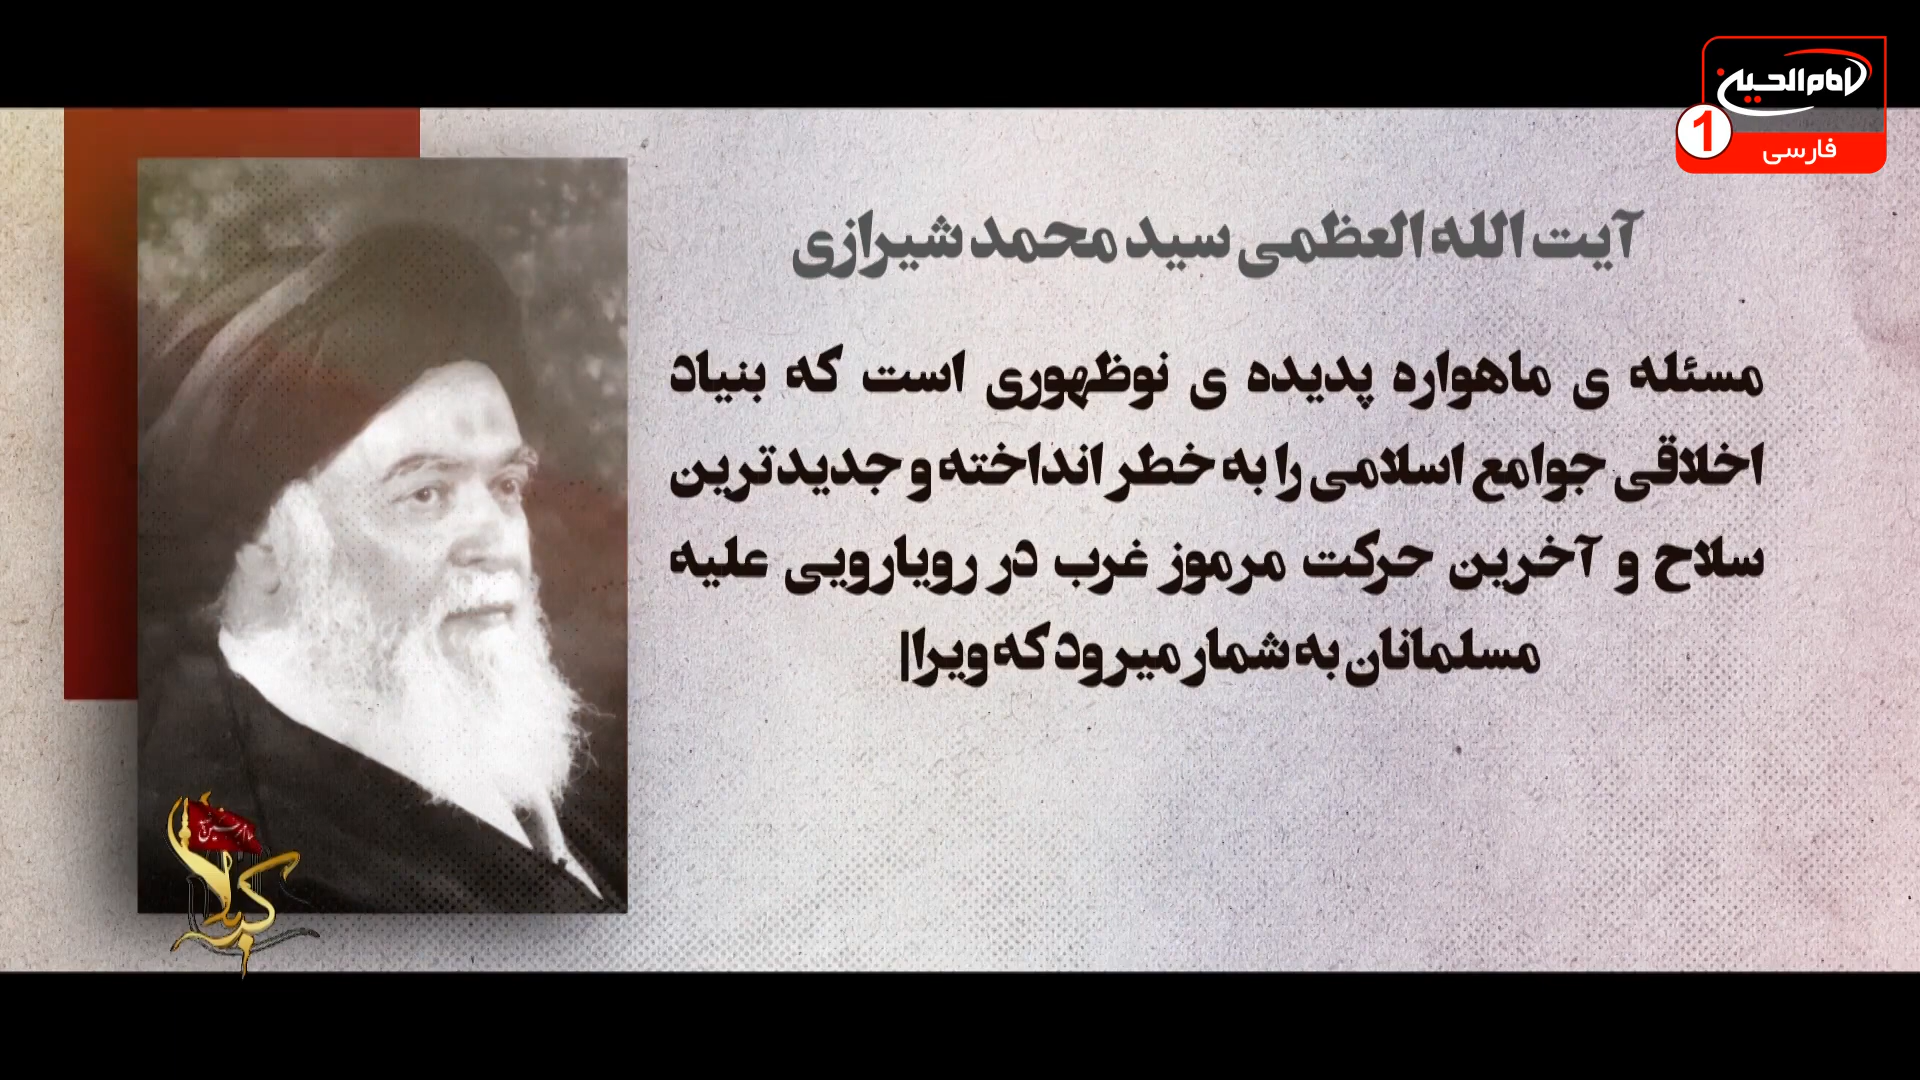 امام الحسین
1
فارسی
آیت الله العظمی سید محمد شیرازی
مسئله ی ماهواره پدیده ی نوظهوری است که بنیاد
اخلاقی جوامع اسلامی را به خطر انداخته و جدیدترین
سلاح و آخرین حرکت مرموز غرب در رویارویی علیه
مسلمانان به شمار میرود که ویرا|
کربلا